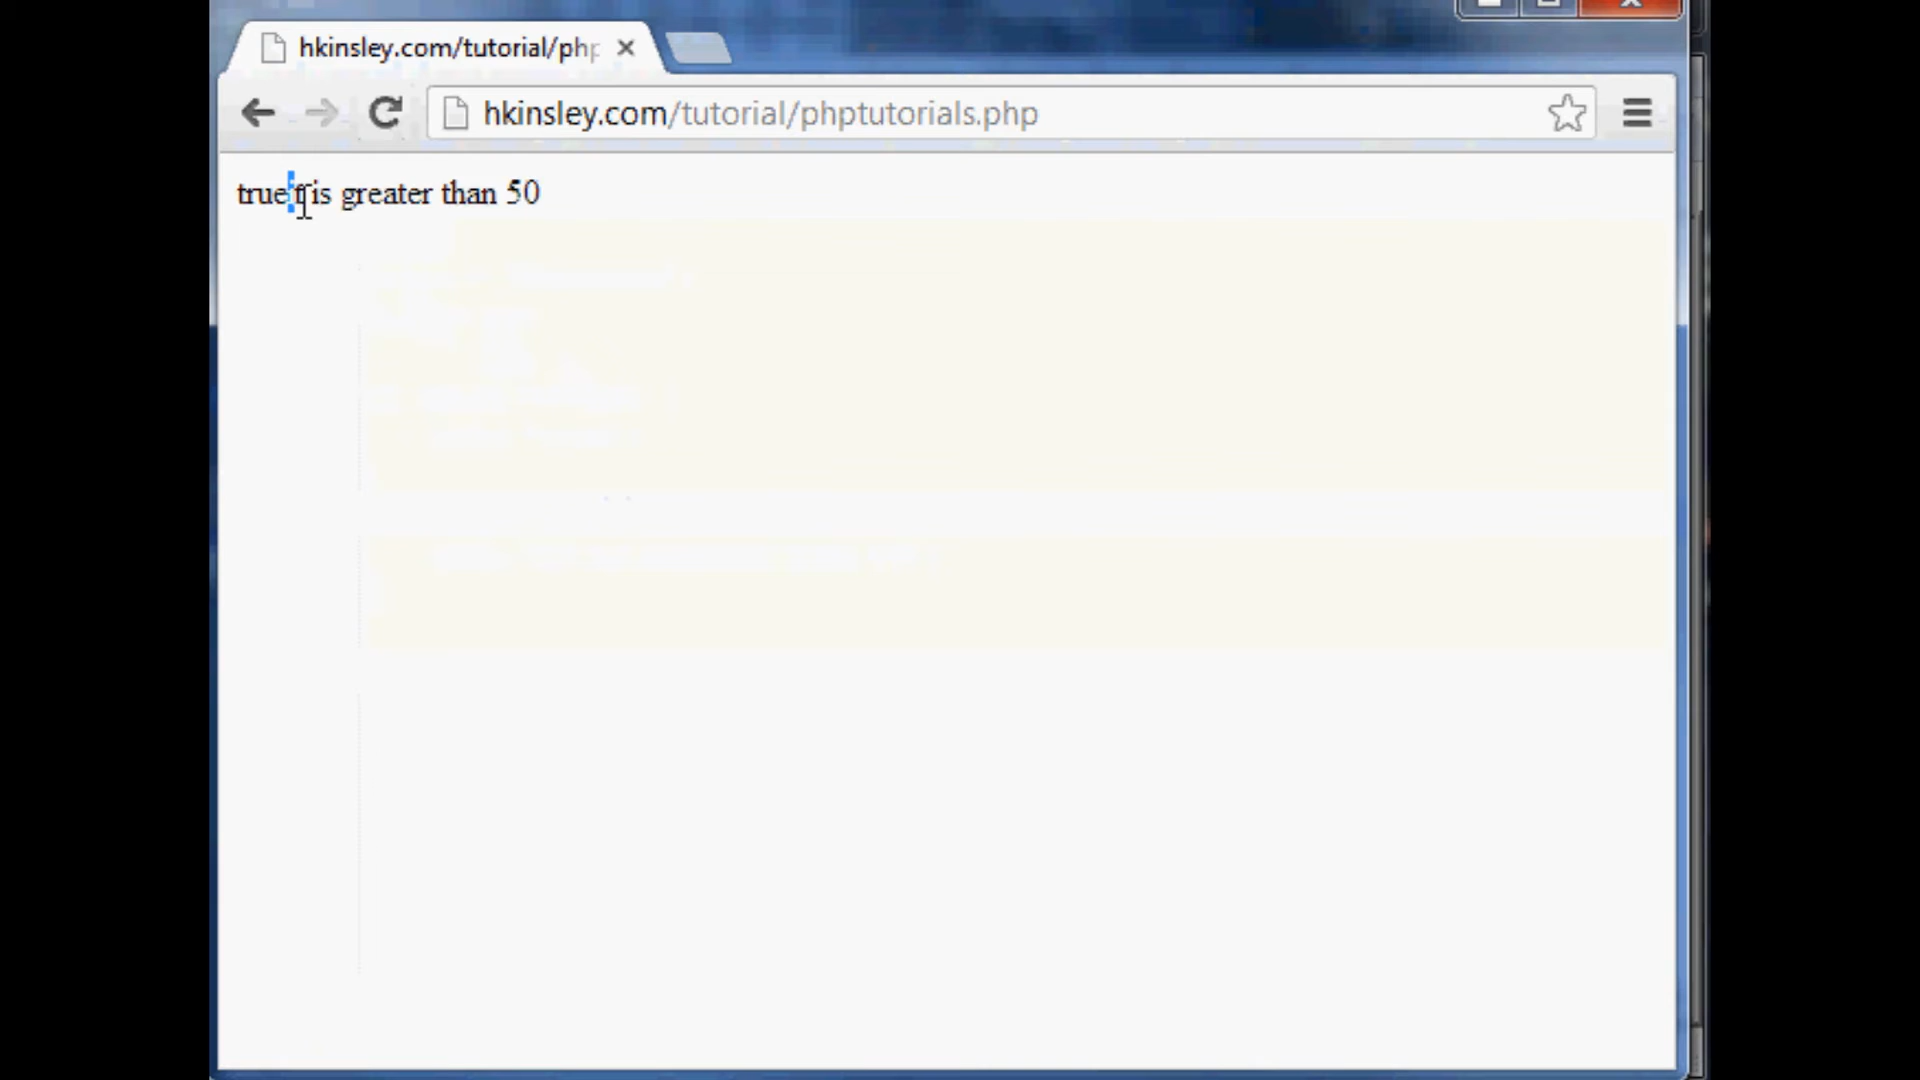 hkinsley.com/tutorial/php
hkinsley.com/tutorial/phptutorials.php
true r is greater than 50